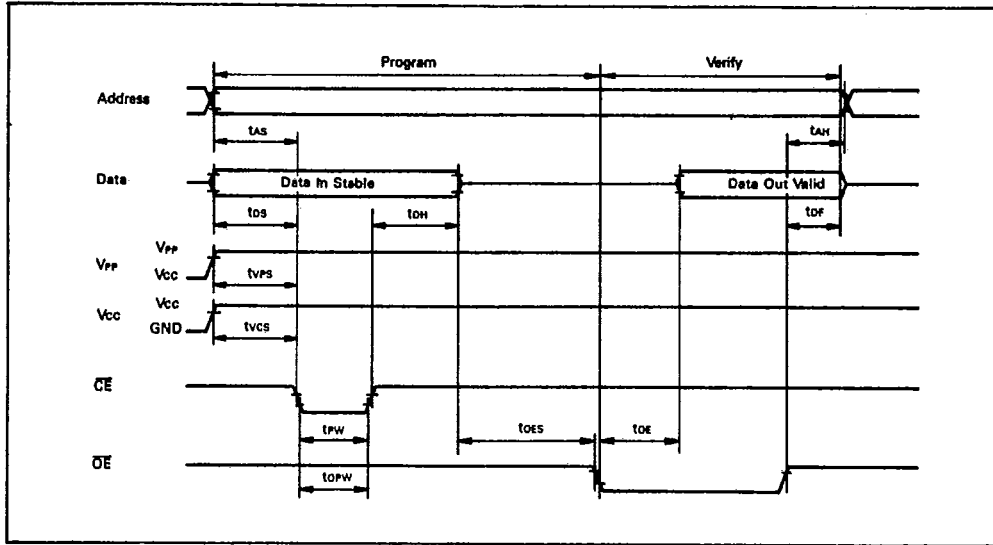 Program Verify
Address
tAS tAH
Data Data In Stable Data Out Valid
tDS tDH tDF
VPP
VPP
VCC tVPS
VCC
VCC
GND tVCS
CE
tPW tOES tOE
OE
tOPW